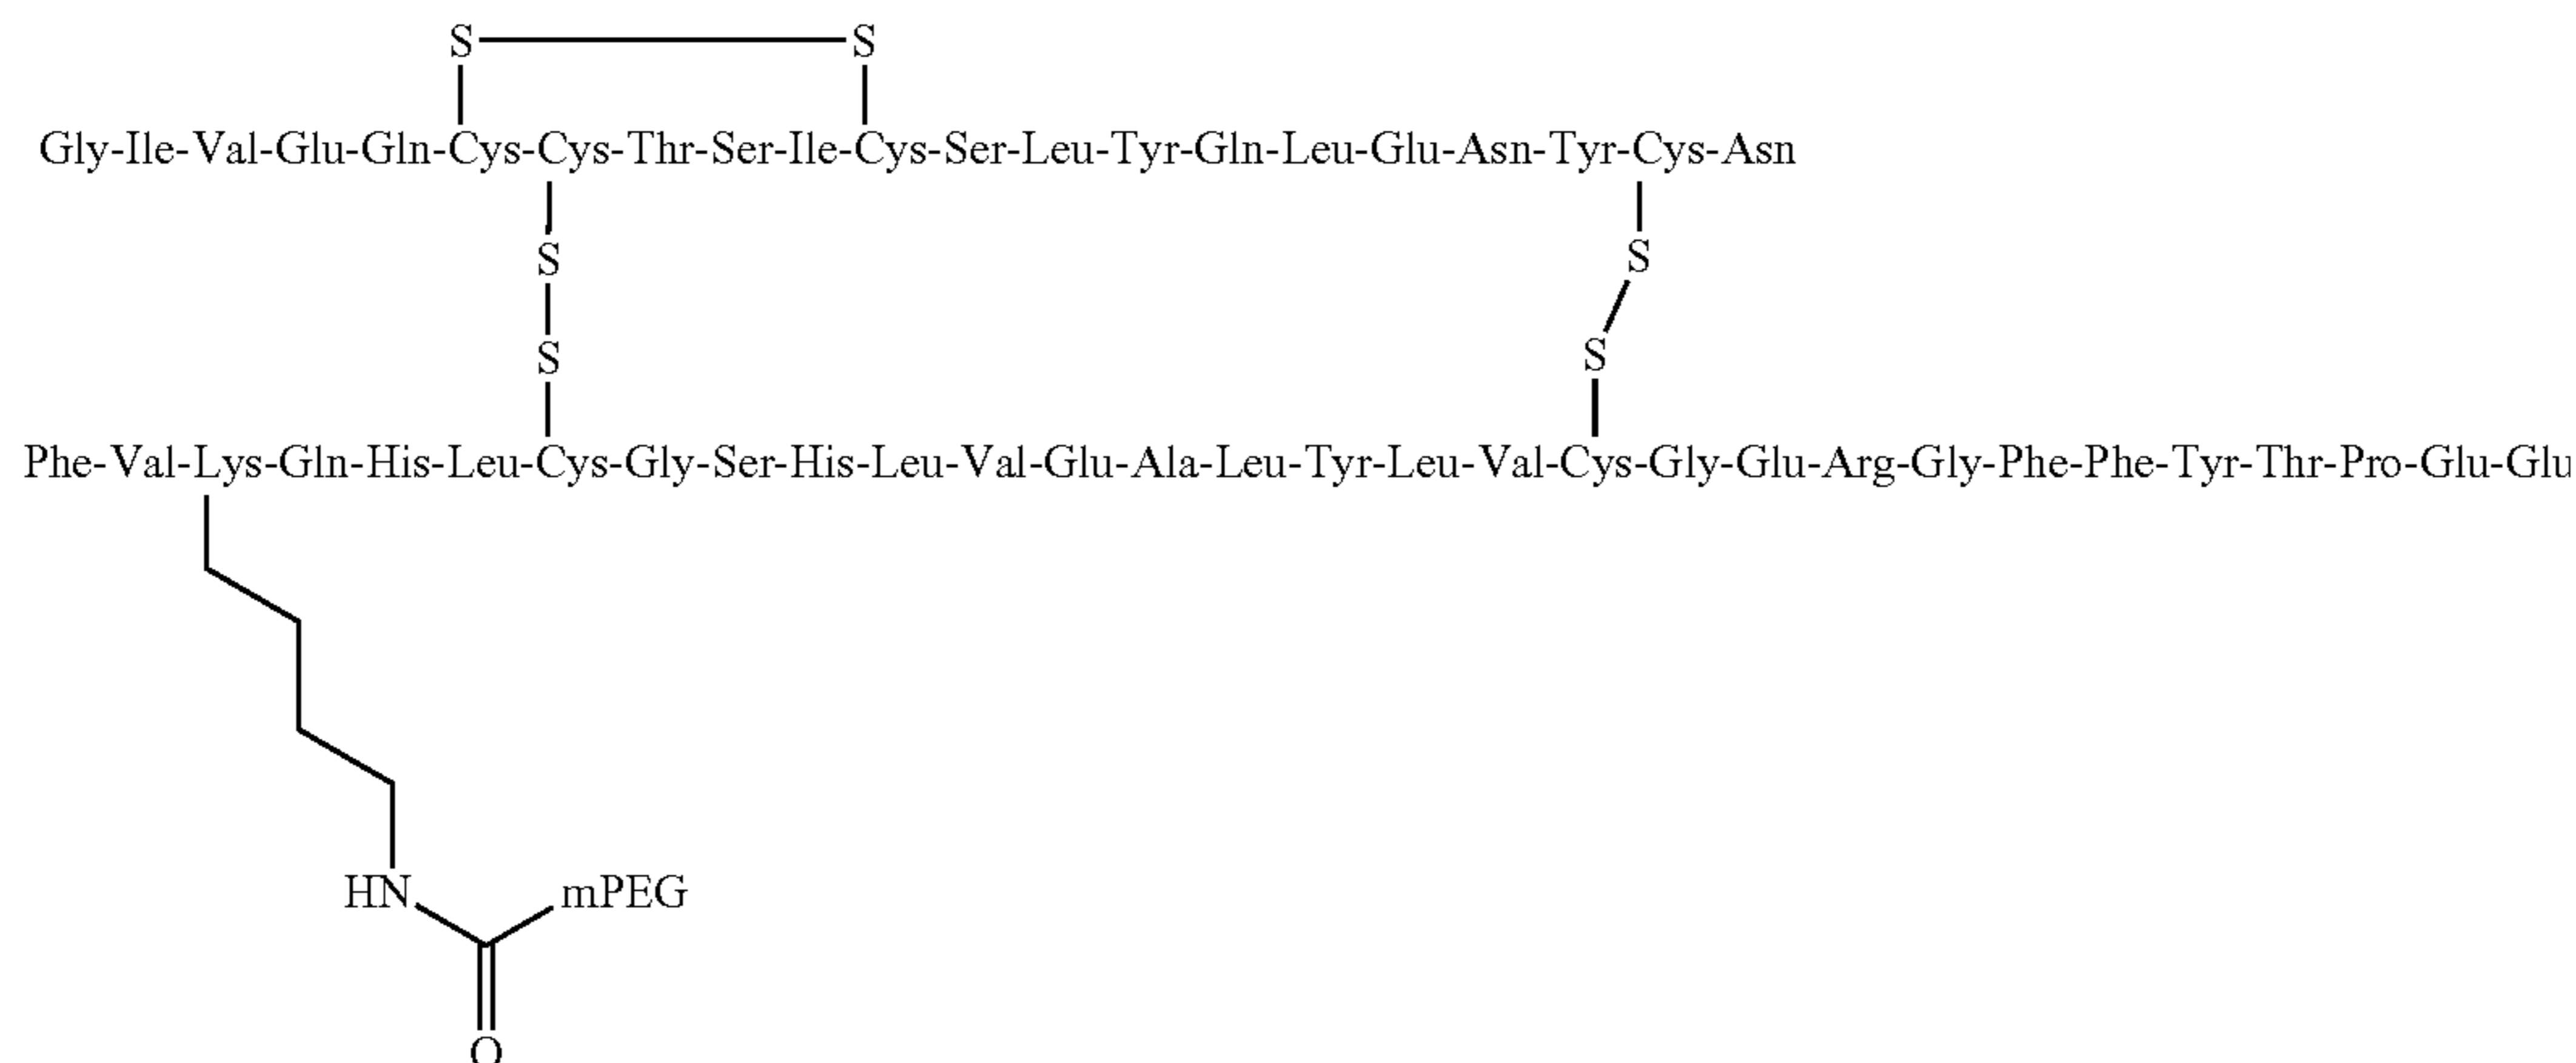 S S
Gly-Ile-Val-Glu-Gln-Cys-Cys-Thr-Ser-Ile-Cys-Ser-Leu-Tyr-Gln-Leu-Glu-Asn-Tyr-Cys-Asn
S S
S S
Phe-Val-Lys-Gln-His-Leu-Cys-Gly-Ser-His-Leu-Val-Glu-Ala-Leu-Tyr-Leu-Val-Cys-Gly-Glu-Arg-Gly-Phe-Phe-Tyr-Thr-Pro-Glu-Glu
HN mPEG
O